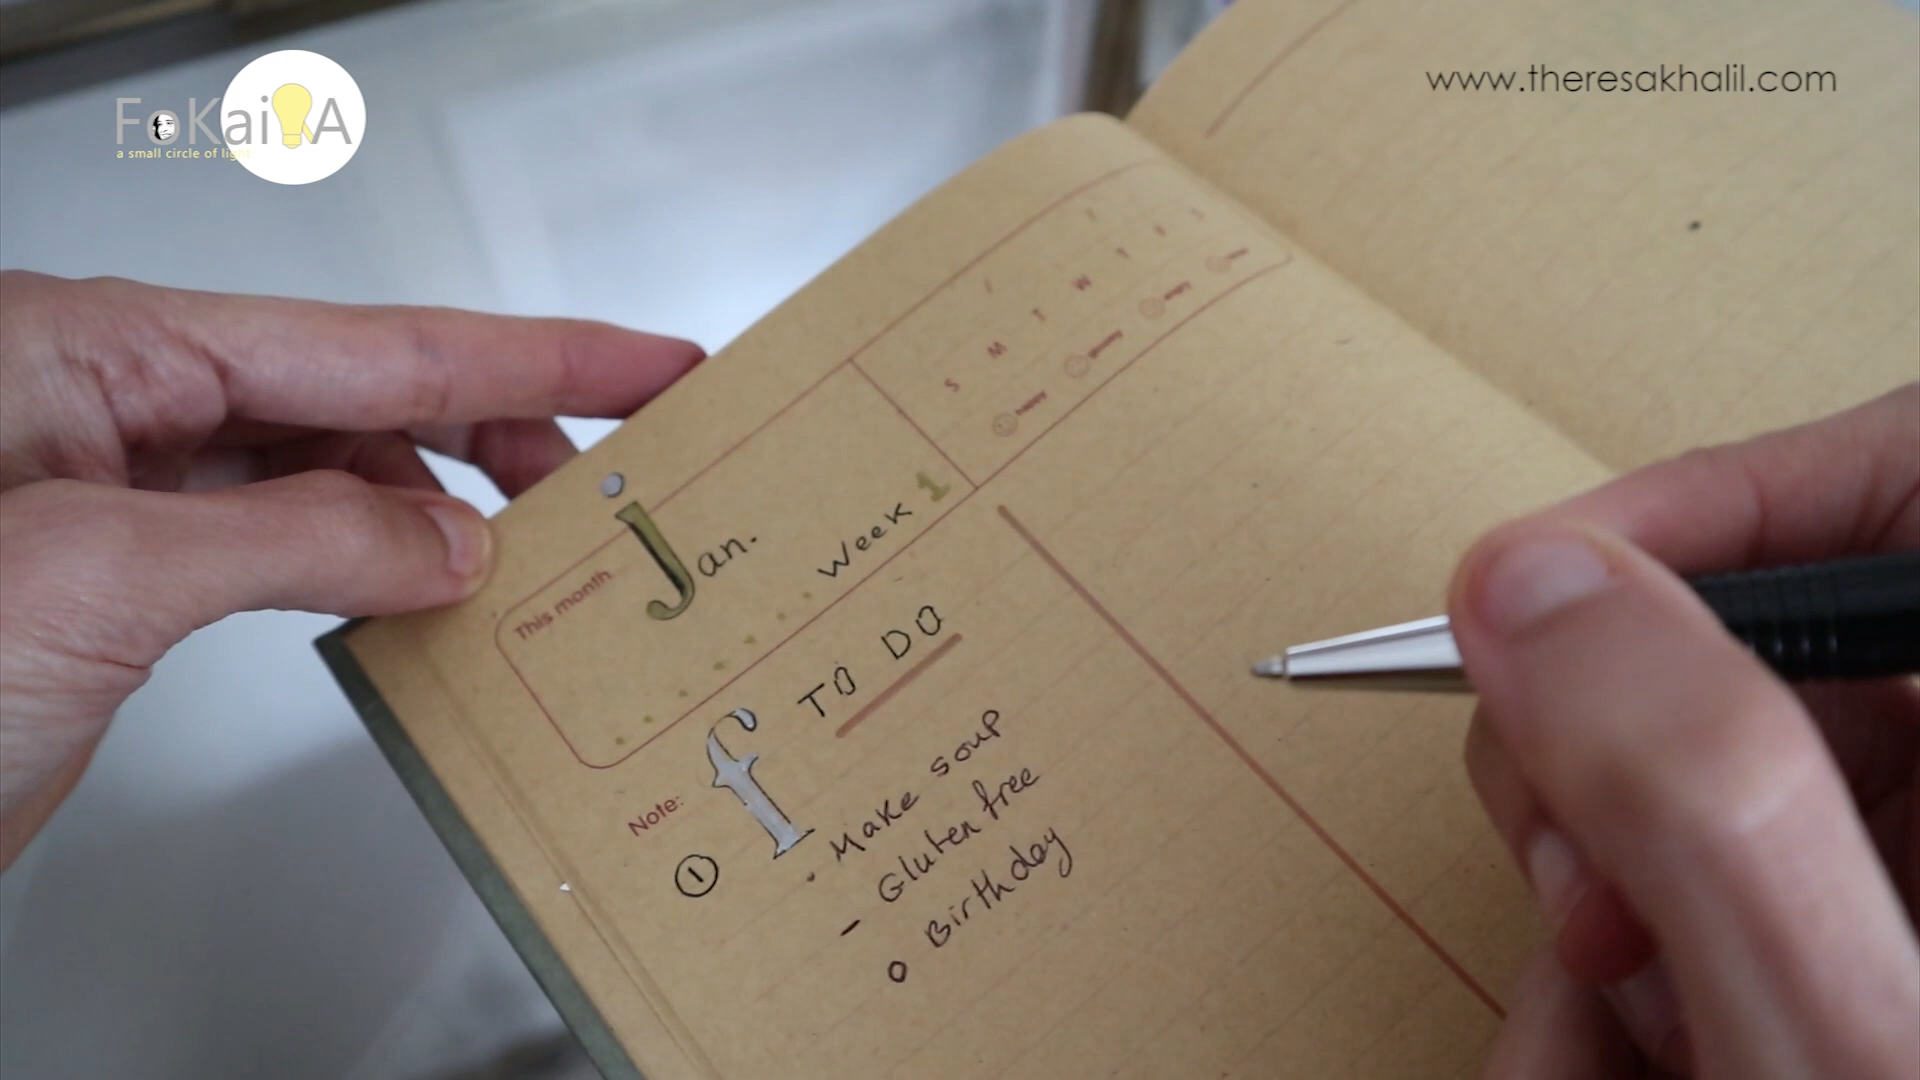 FoKaiA
a small circle of light
www.theresakhalil.com
S M T W T F S
happy gloomy
This month
Jan.
Week 1
Note:
f TO DO
① • Make soup
- Gluten free
o Birthday